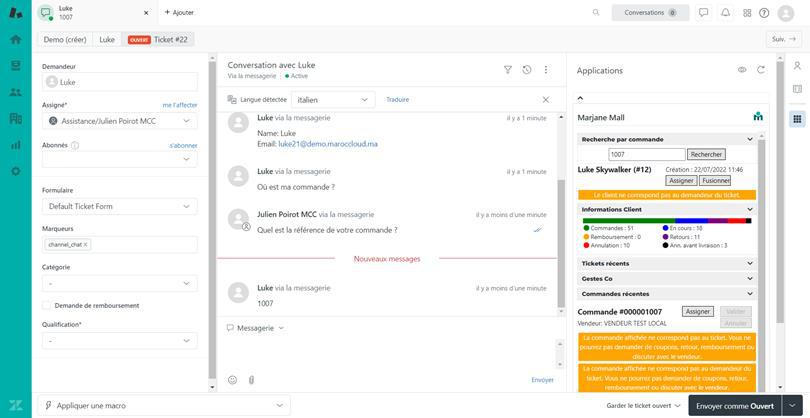 Luke
1007
×
+ Ajouter
Conversations 0
Demo (créer)
Luke
OUVERT Ticket #22
Suiv.
Demandeur
Luke
Assigné*
me l'affecter
Assistance/Julien Poirot MCC
Abonnés
s'abonner
Formulaire
Default Ticket Form
Marqueurs
channel_chat ×
Catégorie
-
Demande de remboursement
Qualification*
-
Appliquer une macro
Conversation avec Luke
Via la messagerie
Active
Langue détectée
italien
Traduire
Luke via la messagerie
il y a 1 minute
Name: Luke
Email: luke21@demo.maroccloud.ma
Luke via la messagerie
il y a 1 minute
Où est ma commande ?
Julien Poirot MCC via la messagerie
il y a moins d'une minute
Quel est la référence de votre commande ?
Nouveaux messages
Luke via la messagerie
il y a moins d'une minute
1007
Messagerie
Envoyer
Applications
Marjane Mall
Recherche par commande
1007
Rechercher
Luke Skywalker (#12)
Création : 22/07/2022 11:46
Assigner
Fusionner
Le client ne correspond pas au demandeur du ticket.
Informations Client
Commandes : 51
En cours : 18
Remboursement : 0
Retours : 11
Annulation : 10
Ann. avant livraison : 3
Tickets récents
Gestes Co
Commandes récentes
Commande #000001007
Assigner
Valider
Vendeur: VENDEUR TEST LOCAL
Annuler
La commande affichée ne correspond pas au ticket. Vous ne
pourrez pas demander de coupons, retour, remboursement ou
discuter avec le vendeur.
La commande affichée ne correspond pas au demandeur du
ticket. Vous ne pourrez pas demander de coupons, retour,
remboursement ou discuter avec le vendeur.
Garder le ticket ouvert
Envoyer comme Ouvert